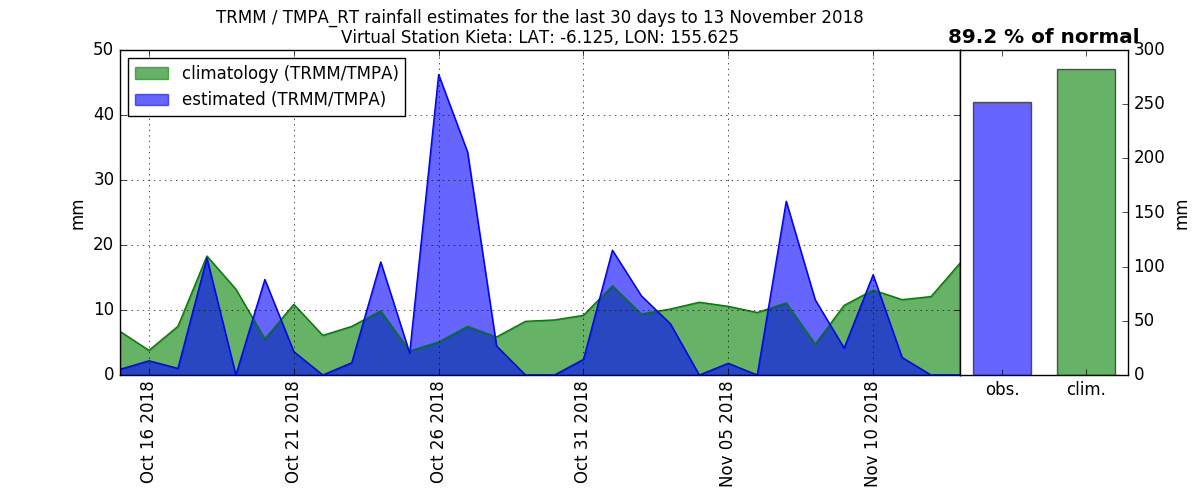 TRMM / TMPA_RT rainfall estimates for the last 30 days to 13 November 2018
Virtual Station Kieta: LAT: -6.125, LON: 155.625
89.2 % of normal
climatology (TRMM/TMPA)
estimated (TRMM/TMPA)
50
40
30
20
10
0
mm
Oct 16 2018
Oct 21 2018
Oct 26 2018
Oct 31 2018
Nov 05 2018
Nov 10 2018
300
250
200
150
100
50
0
mm
obs.
clim.